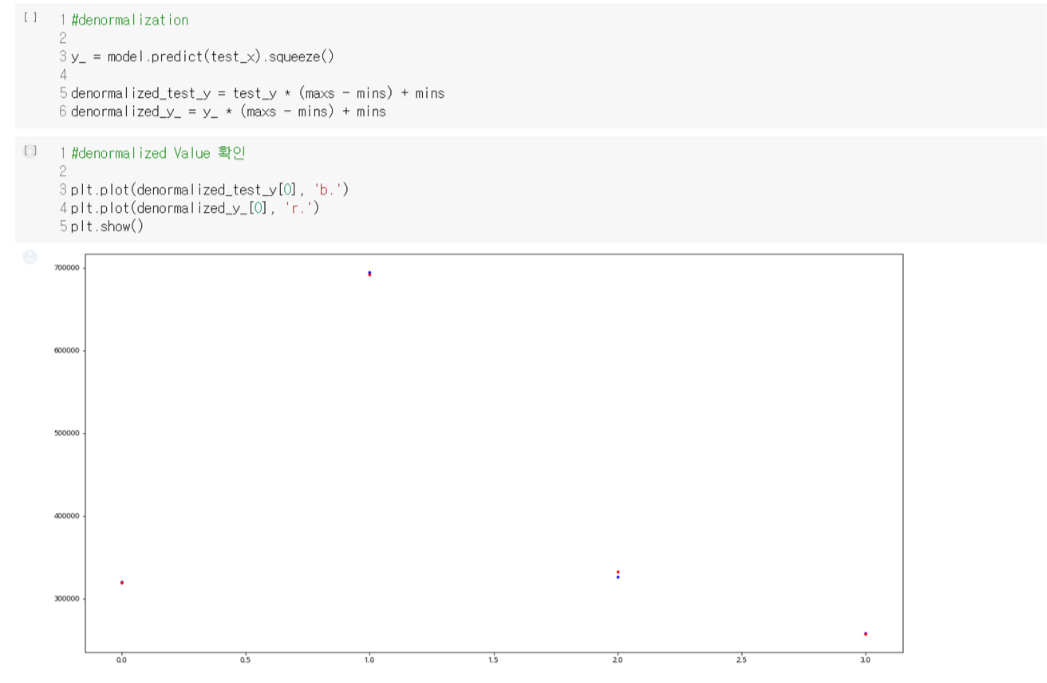 [ ] 1 #denormalization
2
3 y_ = model.predict(test_x).squeeze()
4
5 denormalized_test_y = test_y * (maxs - mins) + mins
6 denormalized_y_ = y_ * (maxs - mins) + mins
[ ] 1 #denormalized Value 확인
2
3 plt.plot(denormalized_test_y[0], 'b.')
4 plt.plot(denormalized_y_[0], 'r.')
5 plt.show()
700000
600000
500000
400000
300000
0.0 0.5 1.0 1.5 2.0 2.5 3.0